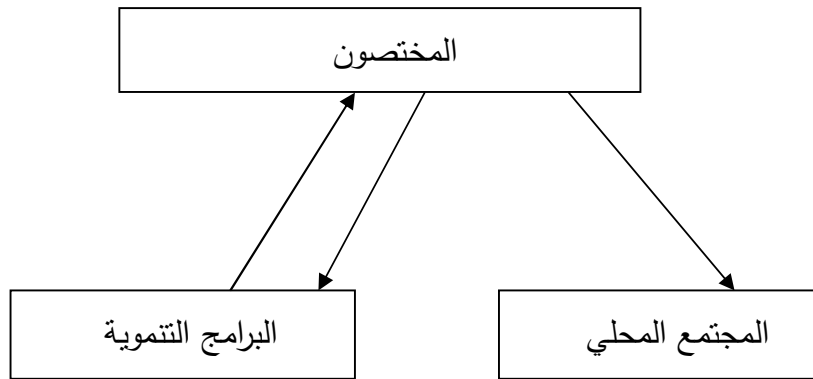 المختصون
المجتمع المحلي
البرامج التنموية